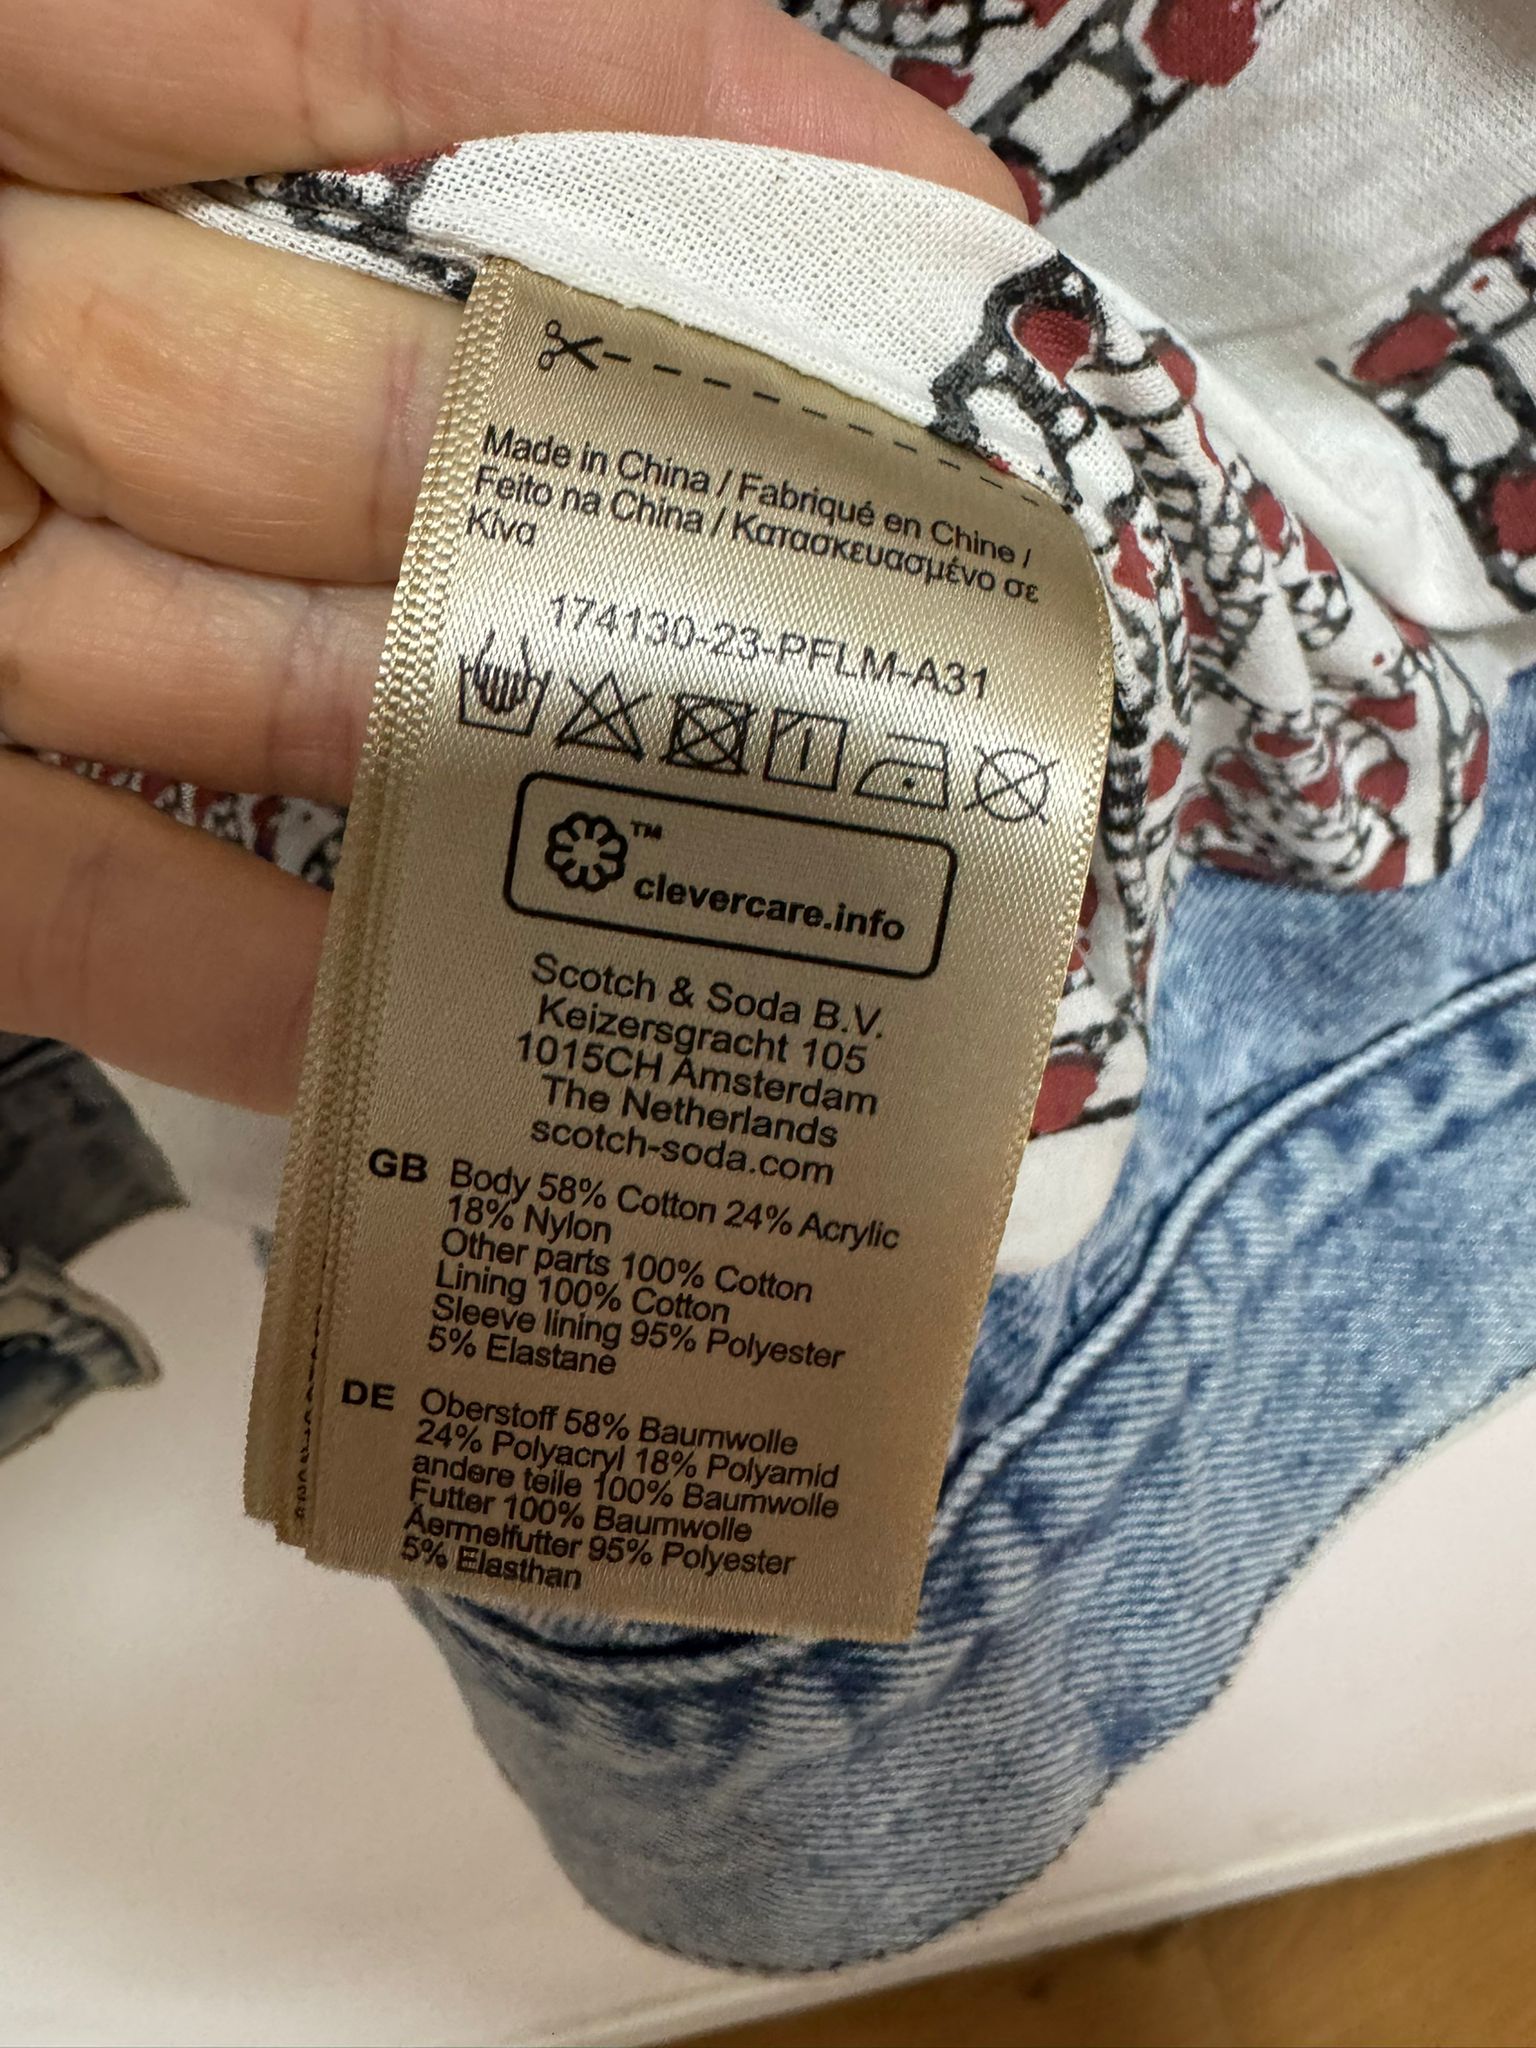 Made in China / Fabriqué en Chine /
Feito na China / Κατασκευασμένο σε
Κίνα
174130-23-PFLM-A31
™
clevercare.info
Scotch & Soda B.V.
Keizersgracht 105
1015CH Amsterdam
The Netherlands
scotch-soda.com
GB Body 58% Cotton 24% Acrylic
18% Nylon
Other parts 100% Cotton
Lining 100% Cotton
Sleeve lining 95% Polyester
5% Elastane
DE Oberstoff 58% Baumwolle
24% Polyacryl 18% Polyamid
andere teile 100% Baumwolle
Futter 100% Baumwolle
Aermelfutter 95% Polyester
5% Elasthan